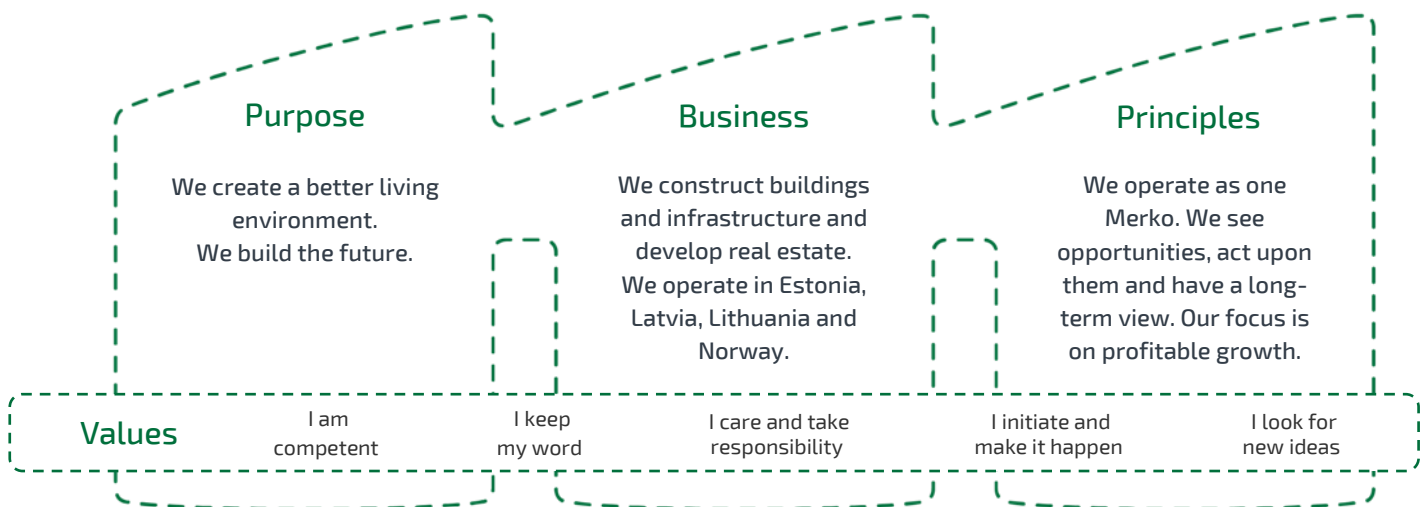 Purpose
We create a better living
environment.
We build the future.
Business
We construct buildings
and infrastructure and
develop real estate.
We operate in Estonia,
Latvia, Lithuania and
Norway.
Principles
We operate as one
Merko. We see
opportunities, act upon
them and have a long-
term view. Our focus is
on profitable growth.
Values
I am
competent
I keep
my word
I care and take
responsibility
I initiate and
make it happen
I look for
new ideas